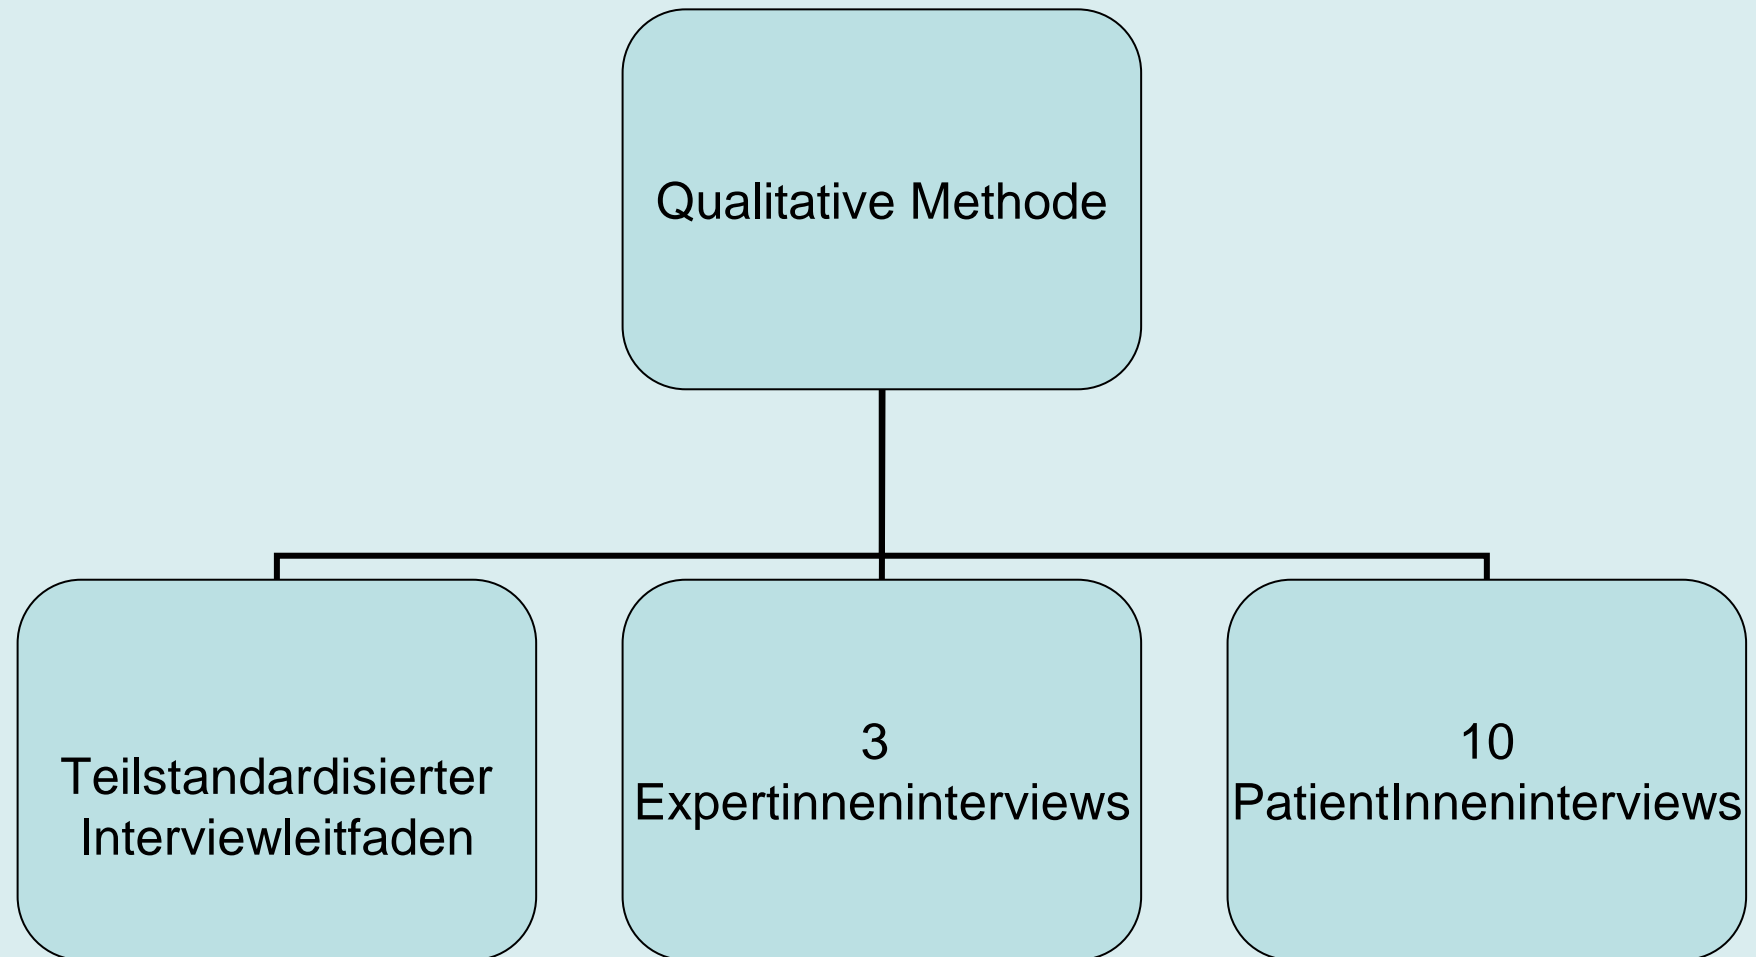 Qualitative Methode
Teilstandardisierter
Interviewleitfaden
3
Expertinneninterviews
10
PatientInneninterviews